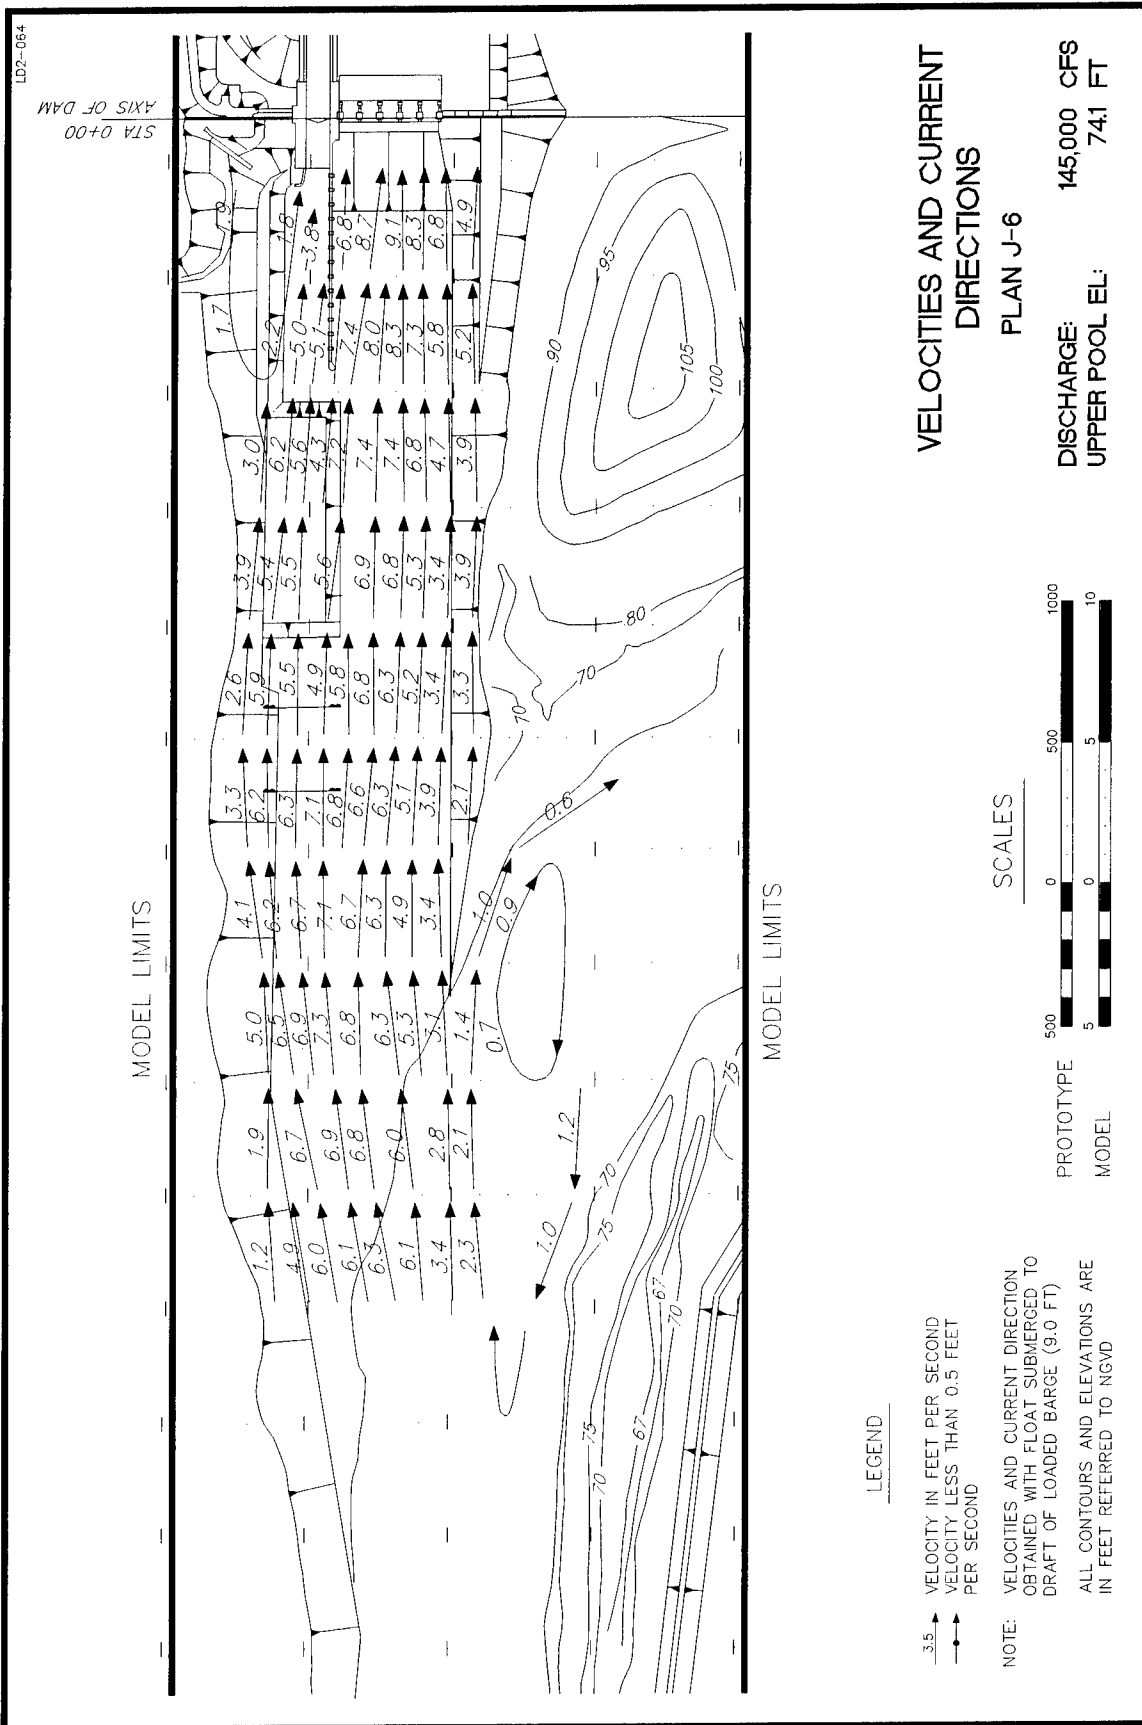 LD2-064
AXIS OF DAM
STA 0+00
MODEL LIMITS
1.2 1.9 5.0 4.1 3.3 2.6 3.9 3.0 2.2 1.8 1.7 1.9
4.9 6.7 6.5 6.2 6.2 5.9 5.4 6.2 5.0 3.8
6.0 6.9 6.9 6.7 6.3 5.5 5.5 5.6 5.1
6.1 6.8 7.3 7.1 7.1 4.9 5.6 4.3
6.3 6.0 6.8 6.7 6.8 5.8 7.2 7.4 6.8
6.1 6.3 6.3 6.6 6.8 6.9 7.4 8.0 8.7
5.3 4.9 6.3 6.3 6.8 7.4 8.3 9.1
5.1 5.2 5.3 6.8 7.3 8.3
3.4 2.8 3.1 3.4 3.9 3.4 3.4 4.7 5.8 6.8
2.3 2.1 1.4 1.0 2.1 3.3 3.9 3.9 5.2 4.9
0.7 0.9 0.6
1.0 1.2
70 70 80 90 95 100 105
70 75 75
67 70
75 70 67
MODEL LIMITS
VELOCITIES AND CURRENT
DIRECTIONS
PLAN J-6
DISCHARGE: 145,000 CFS
UPPER POOL EL: 74.1 FT
SCALES
PROTOTYPE 500 0 500 1000
MODEL 5 0 5 10
LEGEND
3.5 VELOCITY IN FEET PER SECOND
VELOCITY LESS THAN 0.5 FEET
PER SECOND
NOTE: VELOCITIES AND CURRENT DIRECTION
OBTAINED WITH FLOAT SUBMERGED TO
DRAFT OF LOADED BARGE (9.0 FT)
ALL CONTOURS AND ELEVATIONS ARE
IN FEET REFERRED TO NGVD